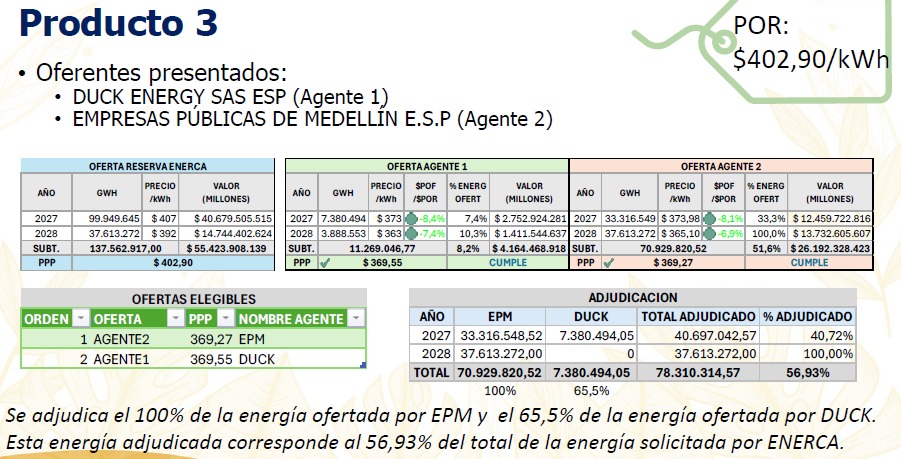 Producto 3
POR:
$402,90/kWh
• Oferentes presentados:
• DUCK ENERGY SAS ESP (Agente 1)
• EMPRESAS PÚBLICAS DE MEDELLÍN E.S.P (Agente 2)
OFERTA RESERVA ENERCA
AÑO GWH PRECIO /kWh VALOR (MILLONES)
2027 99.949.645 $ 407 $ 40.679.505.515
2028 37.613.272 $ 392 $ 14.744.402.624
SUBT. 137.562.917,00 $ 55.423.908.139
PPP $ 402,90
OFERTA AGENTE 1
AÑO GWH PRECIO /kWh $POF /$POR % ENERG OFERT VALOR (MILLONES)
2027 7.380.494 $ 373 -8,4% 7,4% $ 2.752.924.281
2028 3.888.553 $ 363 -7,4% 10,3% $ 1.411.544.637
SUBT. 11.269.046,77 8,2% $ 4.164.468.918
PPP $ 369,55 CUMPLE
OFERTA AGENTE 2
AÑO GWH PRECIO /kWh $POF /$POR % ENERG OFERT VALOR (MILLONES)
2027 33.316.549 $ 373,98 -8,1% 33,3% $ 12.459.722.816
2028 37.613.272 $ 365,10 -6,9% 100,0% $ 13.732.605.607
SUBT. 70.929.820,52 51,6% $ 26.192.328.423
PPP $ 369,27 CUMPLE
OFERTAS ELEGIBLES
ORDEN OFERTA PPP NOMBRE AGENTE
1 AGENTE2 369,27 EPM
2 AGENTE1 369,55 DUCK
ADJUDICACION
AÑO EPM DUCK TOTAL ADJUDICADO % ADJUDICADO
2027 33.316.548,52 7.380.494,05 40.697.042,57 40,72%
2028 37.613.272,00 0 37.613.272,00 100,00%
TOTAL 70.929.820,52 7.380.494,05 78.310.314,57 56,93%
100% 65,5%
Se adjudica el 100% de la energía ofertada por EPM y el 65,5% de la energía ofertada por DUCK.
Esta energía adjudicada corresponde al 56,93% del total de la energía solicitada por ENERCA.